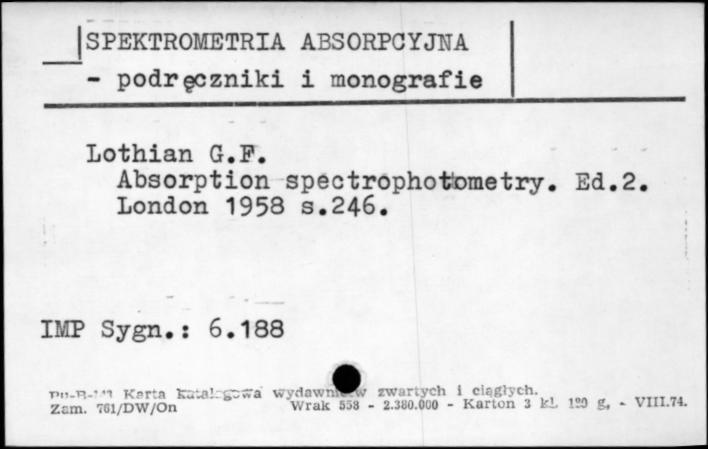 SPEKTROMETRIA ABSORPCYJNA
- podręczniki i monografie
Lothian G.F.
Absorption spectrophotometry. Ed.2.
London 1958 s.246.
IMP Sygn.: 6.188
Karta katalogowa wydawnictw zwartych i ciągłych.
Zam. 761/DW/On Wrak 558 - 2.380.000 - Karton 3 kl. 120 g, - VIII.74.